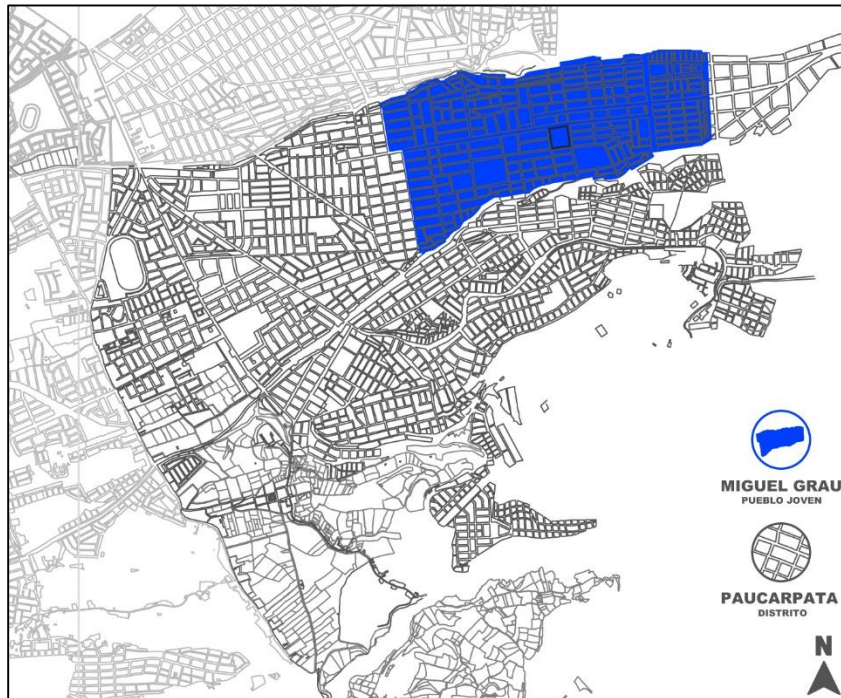 MIGUEL GRAU
PUEBLO JOVEN
PAUCARPATA
DISTRITO
N